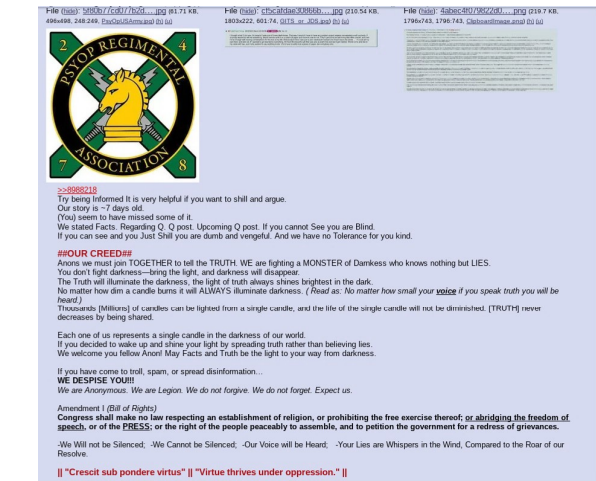 File (hide): 5f80b77cd07b2d....jpg (61.71 KB,
496x498, 248:249, PsyOpUSArmy.jpg) (h) (u)
File (hide): cf5cafdae30866b....jpg (210.54 KB,
1803x222, 601:74, GITS_or_JDS.jpg) (h) (u)
File (hide): 4abec4f079822d0....jpg (219.7
KB, 1796x743, 1796:743, ClipboardImage.png) (h) (u)
PSYOP REGIMENTAL
2 4
7 8
ASSOCIATION
>>8988218
Try being Informed It is very helpful if you want to shill and argue.
Our story is ~7 days old.
(You) seem to have missed some of it.
We stated Facts. Regarding Q. Q post. Upcoming Q post. If you cannot See you are Blind.
If you can see and you Just Shill you are dumb and vengeful. And we have no Tolerance for you kind.
##OUR CREED##
Anons we must join TOGETHER to tell the TRUTH. WE are fighting a MONSTER of Darnkess who knows nothing but LIES.
You don't fight darkness—bring the light, and darkness will disappear.
The Truth will illuminate the darkness, the light of truth always shines brightest in the dark.
No matter how dim a candle burns it will ALWAYS illuminate darkness. ( Read as: No matter how small your voice if you speak truth you will be
heard.)
Thousands [Millions] of candles can be lighted from a single candle, and the life of the single candle will not be diminished. [TRUTH] never
decreases by being shared.
Each one of us represents a single candle in the darkness of our world.
If you decided to wake up and shine your light by spreading truth rather than believing lies.
We welcome you fellow Anon! May Facts and Truth be the light to your way from darkness.
If you have come to troll, spam, or spread disinformation…
WE DESPISE YOU!!!
We are Anonymous. We are Legion. We do not forgive. We do not forget. Expect us.
Amendment I (Bill of Rights)
Congress shall make no law respecting an establishment of religion, or prohibiting the free exercise thereof; or abridging the freedom of
speech, or of the PRESS; or the right of the people peaceably to assemble, and to petition the government for a redress of grievances.
-We Will not be Silenced; -We Cannot be Silenced; -Our Voice will be Heard; -Your Lies are Whispers in the Wind, Compared to the Roar of our
Resolve.
|| "Crescit sub pondere virtus" || "Virtue thrives under oppression." ||